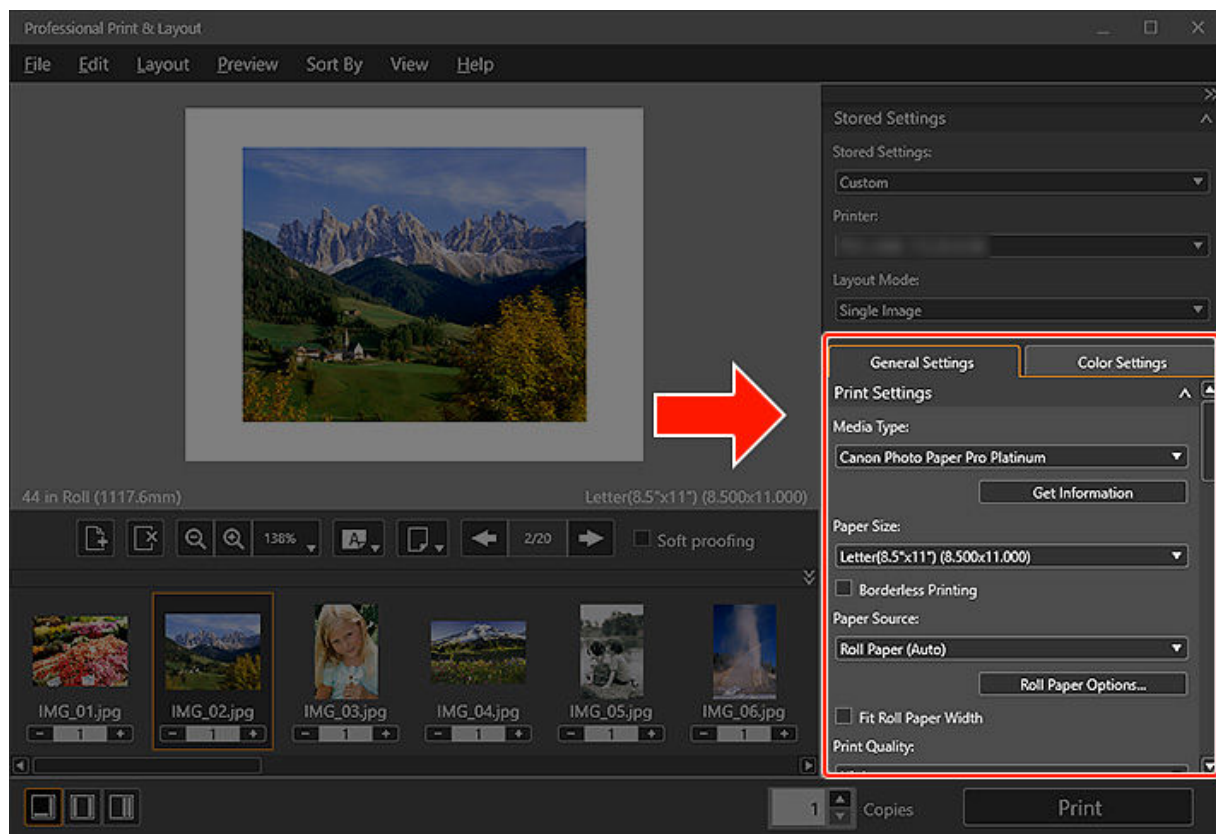 Professional Print & Layout
File Edit Layout Preview Sort By View Help
Stored Settings
Stored Settings:
Custom
Printer:
Layout Mode:
Single Image
General Settings Color Settings
Print Settings
Media Type:
Canon Photo Paper Pro Platinum
Get Information
Paper Size:
Letter(8.5"x11") (8.500x11.000)
Borderless Printing
Paper Source:
Roll Paper (Auto)
Roll Paper Options...
Fit Roll Paper Width
Print Quality:
44 in Roll (1117.6mm) Letter(8.5"x11") (8.500x11.000)
138% A 2/20 Soft proofing
IMG_01.jpg IMG_02.jpg IMG_03.jpg IMG_04.jpg IMG_05.jpg IMG_06.jpg
- 1 + - 1 + - 1 + - 1 + - 1 + - 1 +
1 Copies Print